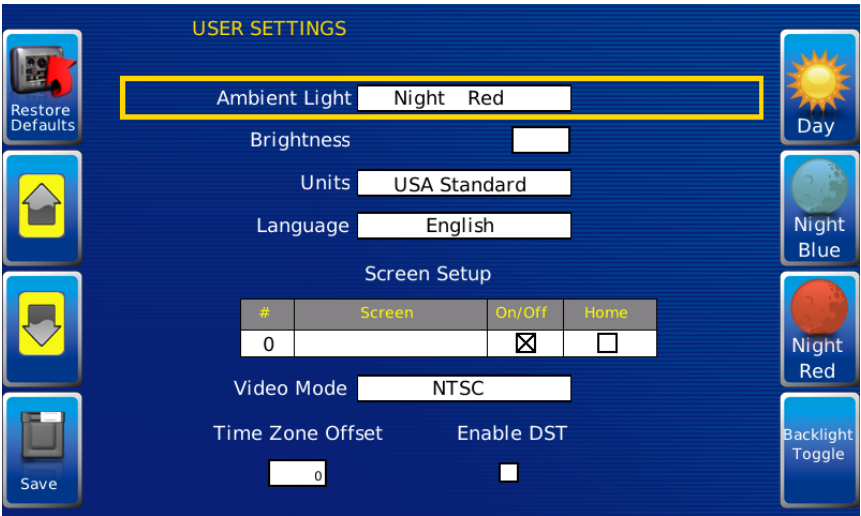 USER SETTINGS
Restore
Defaults
Ambient Light Night Red
Day
Brightness
Units USA Standard
Night
Blue
Language English
Screen Setup
# Screen On/Off Home
0
Night
Red
Video Mode NTSC
Time Zone Offset Enable DST
Backlight
Toggle
0
Save